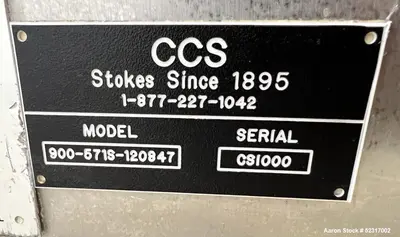 CCS
Stokes Since 1895
1-877-227-1042
MODEL SERIAL
900-571S-120847 CS1000
Aaron Stock # 82317002